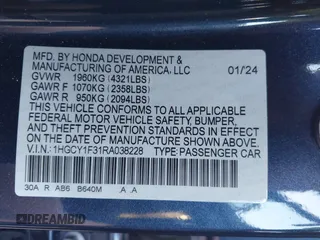 MFD. BY HONDA DEVELOPMENT &
MANUFACTURING OF AMERICA, LLC 01/24
GVWR 1960KG (4321LBS)
GAWR F 1070KG (2358LBS)
GAWR R 950KG (2094LBS)
THIS VEHICLE CONFORMS TO ALL APPLICABLE
FEDERAL MOTOR VEHICLE SAFETY, BUMPER,
AND THEFT PREVENTION STANDARDS IN EFFECT
ON THE DATE OF MANUFACTURE SHOWN ABOVE.
V.I.N.: 1HGCY1F31RA038228 TYPE: PASSENGER CAR
30A R AB6 B640M .A .A
DREAMBID